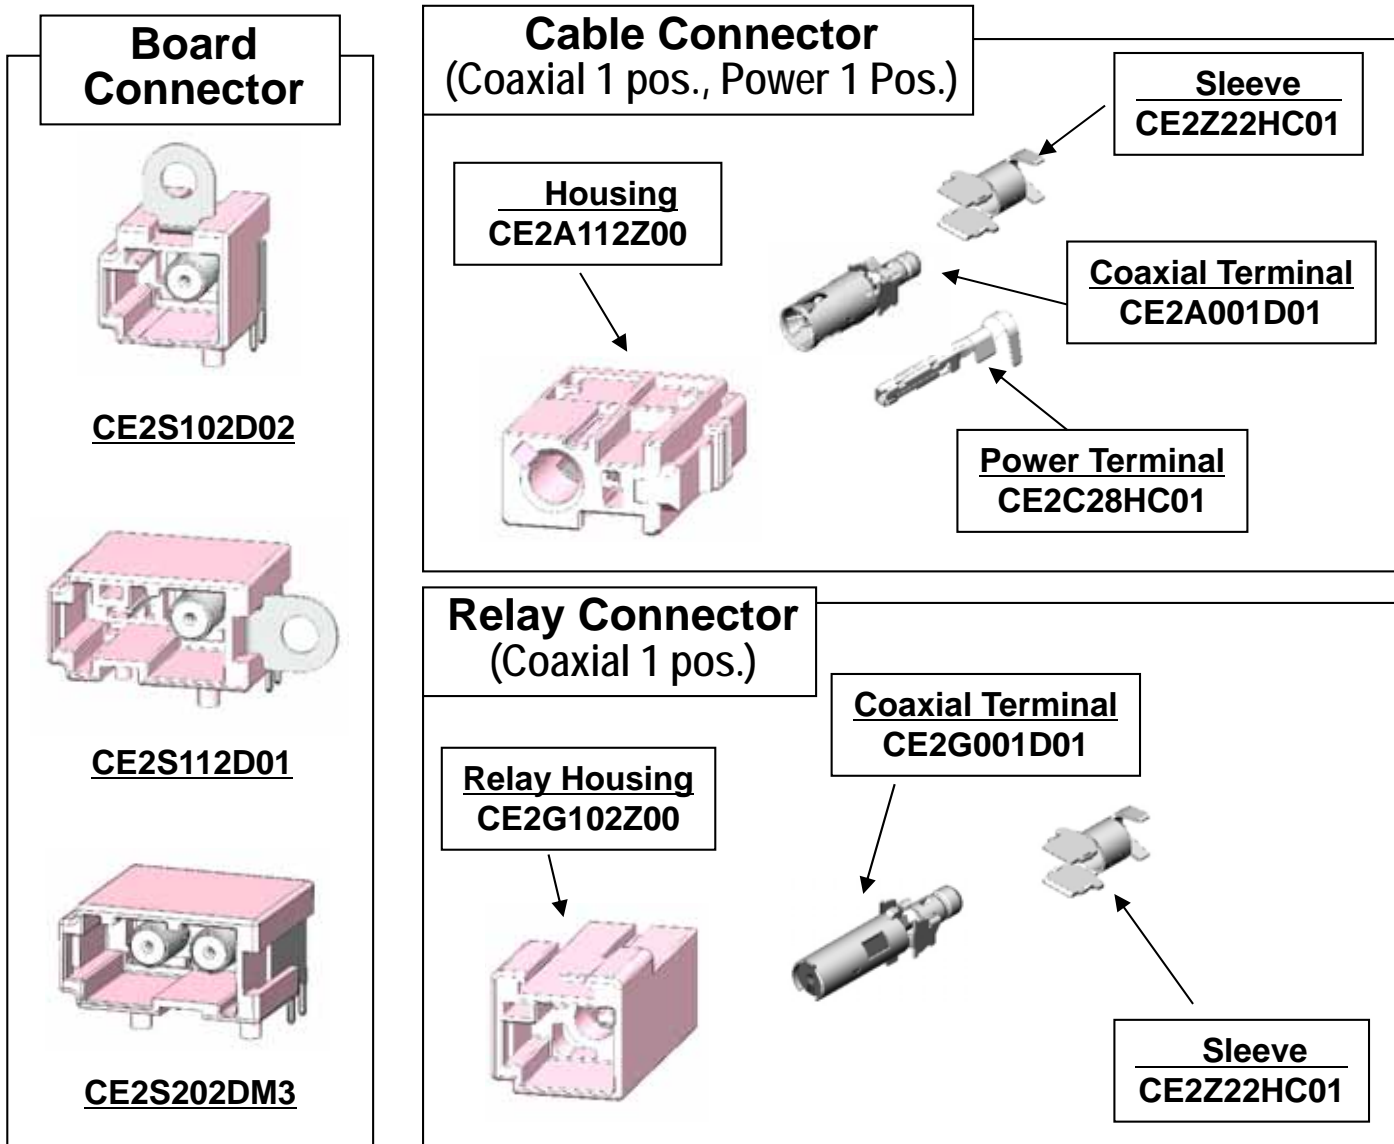 Board
Connector
CE2S102D02
CE2S112D01
CE2S202DM3
Cable Connector
(Coaxial 1 pos., Power 1 Pos.)
Housing
CE2A112Z00
Sleeve
CE2Z22HC01
Coaxial Terminal
CE2A001D01
Power Terminal
CE2C28HC01
Relay Connector
(Coaxial 1 pos.)
Relay Housing
CE2G102Z00
Coaxial Terminal
CE2G001D01
Sleeve
CE2Z22HC01